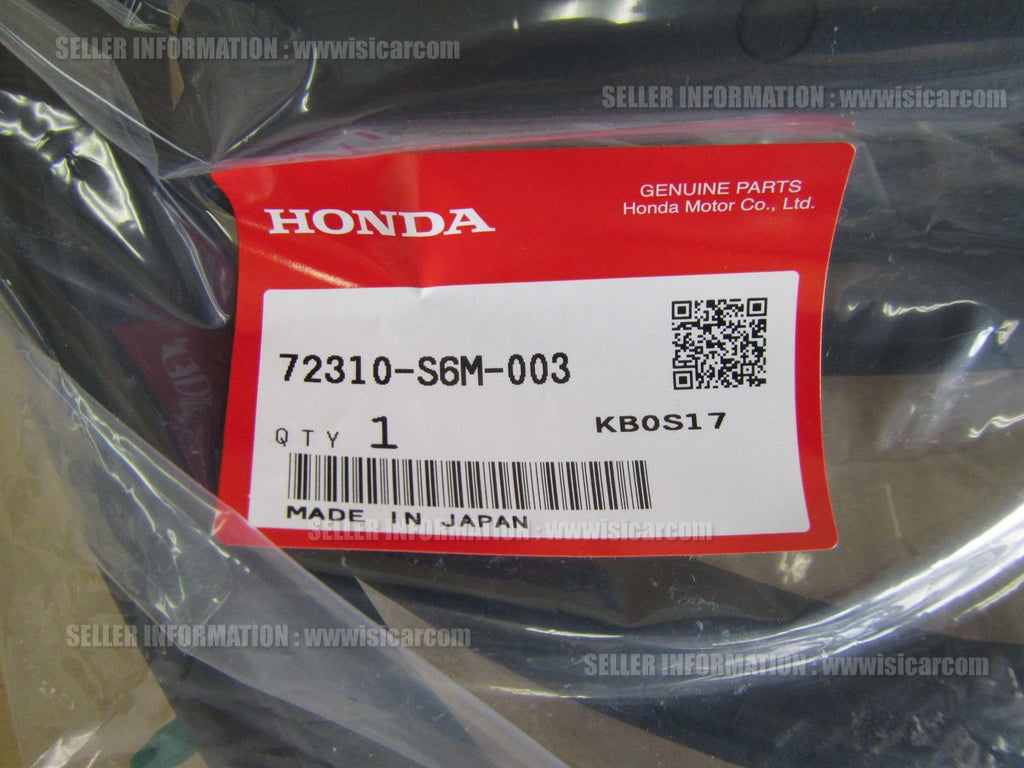 SELLER INFORMATION : wwwisicarcom
SELLER INFORMATION : wwwisicarcom
GENUINE PARTS
HONDA
Honda Motor Co., Ltd.
72310-S6M-003
KB0S17
QTY 1
MADE IN JAPAN
SELLER INFORMATION : wwwisicarcom
SELLER INFORMATION : wwwisicarcom
SELLER INFORMATION : wwwisicarcom